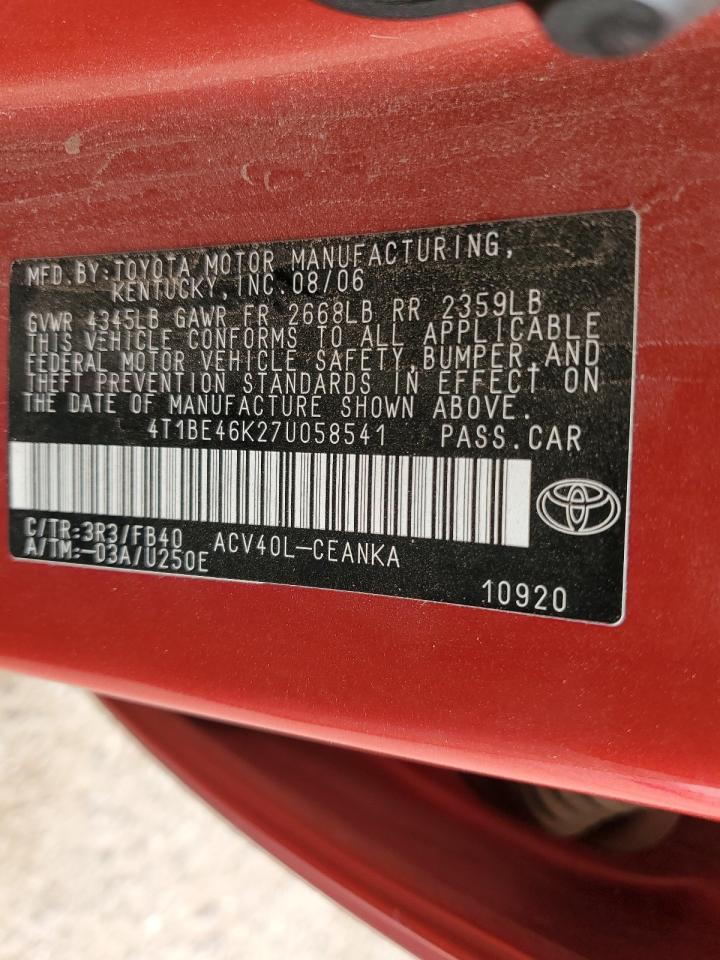 MFD. BY: TOYOTA MOTOR MANUFACTURING,
KENTUCKY, INC. 08/06
GVWR 4345LB GAWR FR 2668LB RR 2359LB
THIS VEHICLE CONFORMS TO ALL APPLICABLE
FEDERAL MOTOR VEHICLE SAFETY, BUMPER, AND
THEFT PREVENTION STANDARDS IN EFFECT ON
THE DATE OF MANUFACTURE SHOWN ABOVE.
4T1BE46K27U058541 PASS.CAR
C/TR:3R3/FB40 ACV40L-CEANKA
A/TM:-03A/U250E
10920